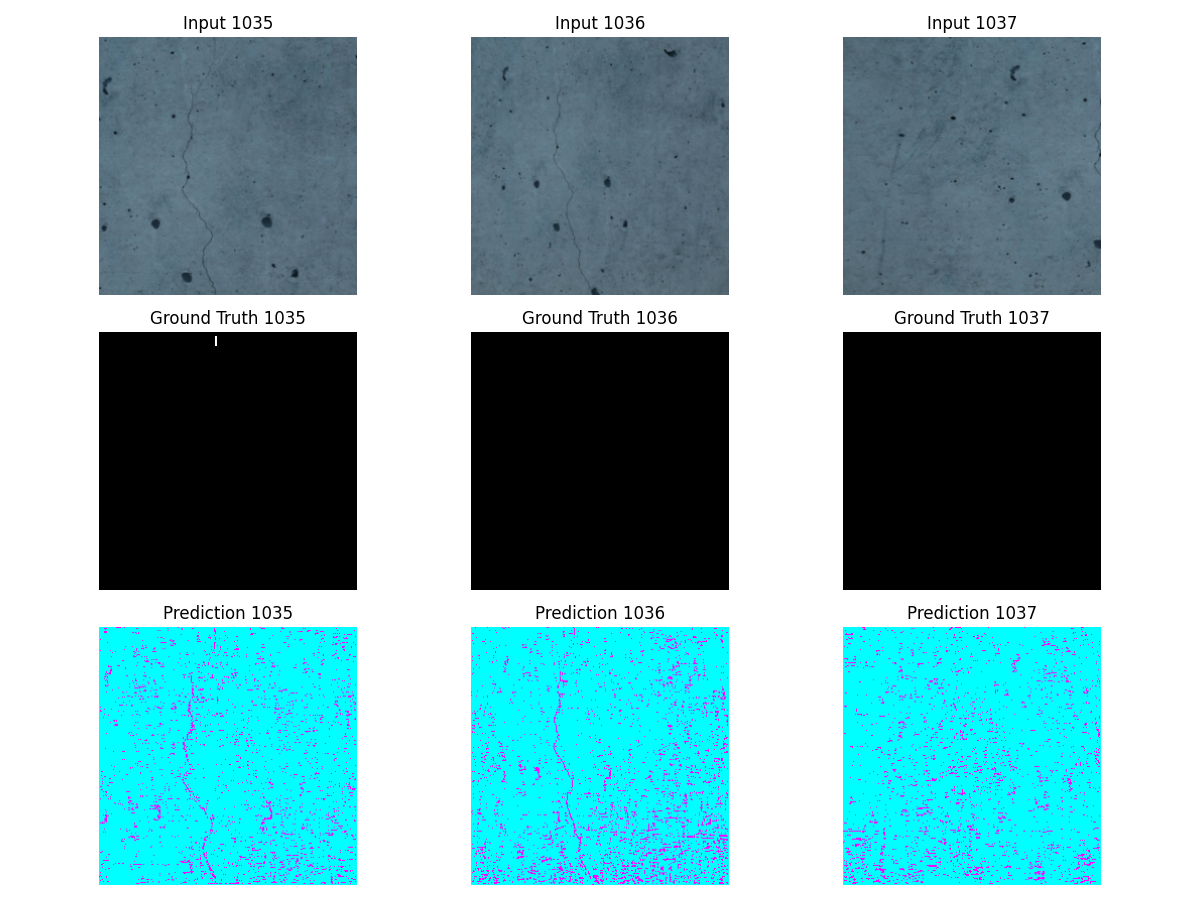 Input 1035
Input 1036
Input 1037
Ground Truth 1035
Ground Truth 1036
Ground Truth 1037
Prediction 1035
Prediction 1036
Prediction 1037